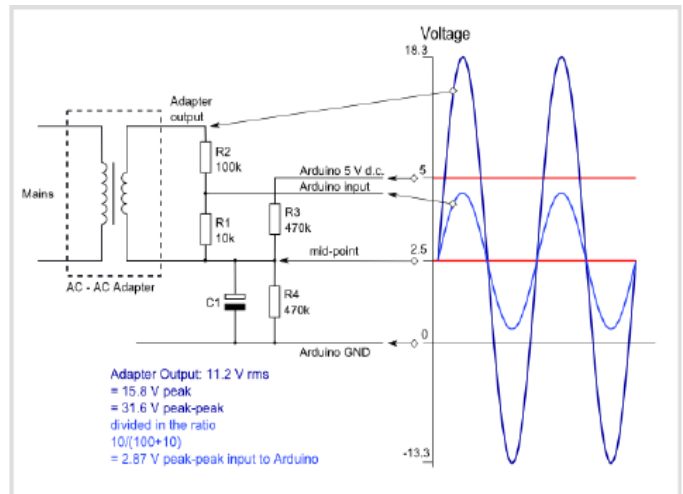 Voltage
18.3
Adapter
output
R2
100k
Arduino 5 V d.c.
5
Arduino input
Mains
R1
10k
R3
470k
mid-point
2.5
AC - AC Adapter
C1
R4
470k
0
Arduino GND
Adapter Output: 11.2 V rms
= 15.8 V peak
= 31.6 V peak-peak
divided in the ratio
10/(100+10)
= 2.87 V peak-peak input to Arduino
-13.3